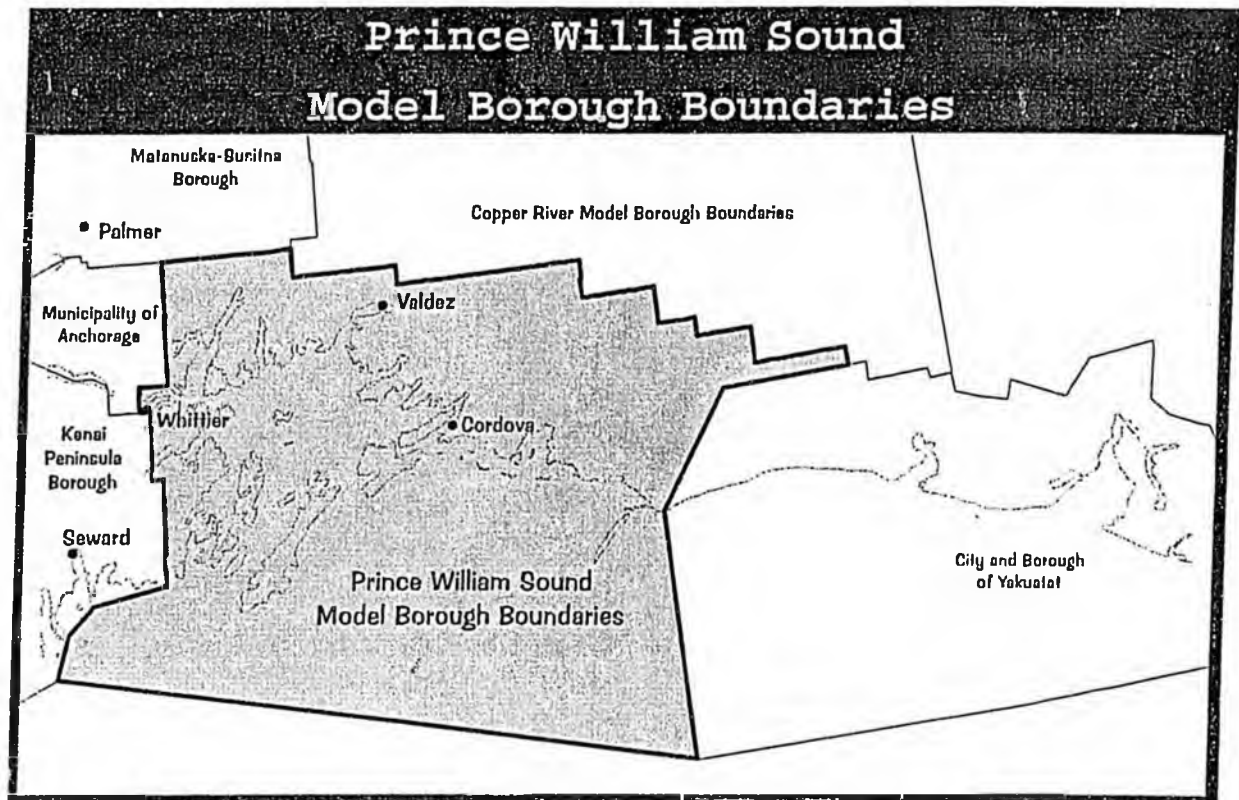 Prince William Sound
Model Borough Boundaries
Matanuska-Susitna
Borough
Copper River Model Borough Boundaries
Palmer
Municipality of
Anchorage
Valdez
Whittier
Cordova
Kenai
Peninsula
Borough
Seward
Prince William Sound
Model Borough Boundaries
City and Borough
of Yakutat